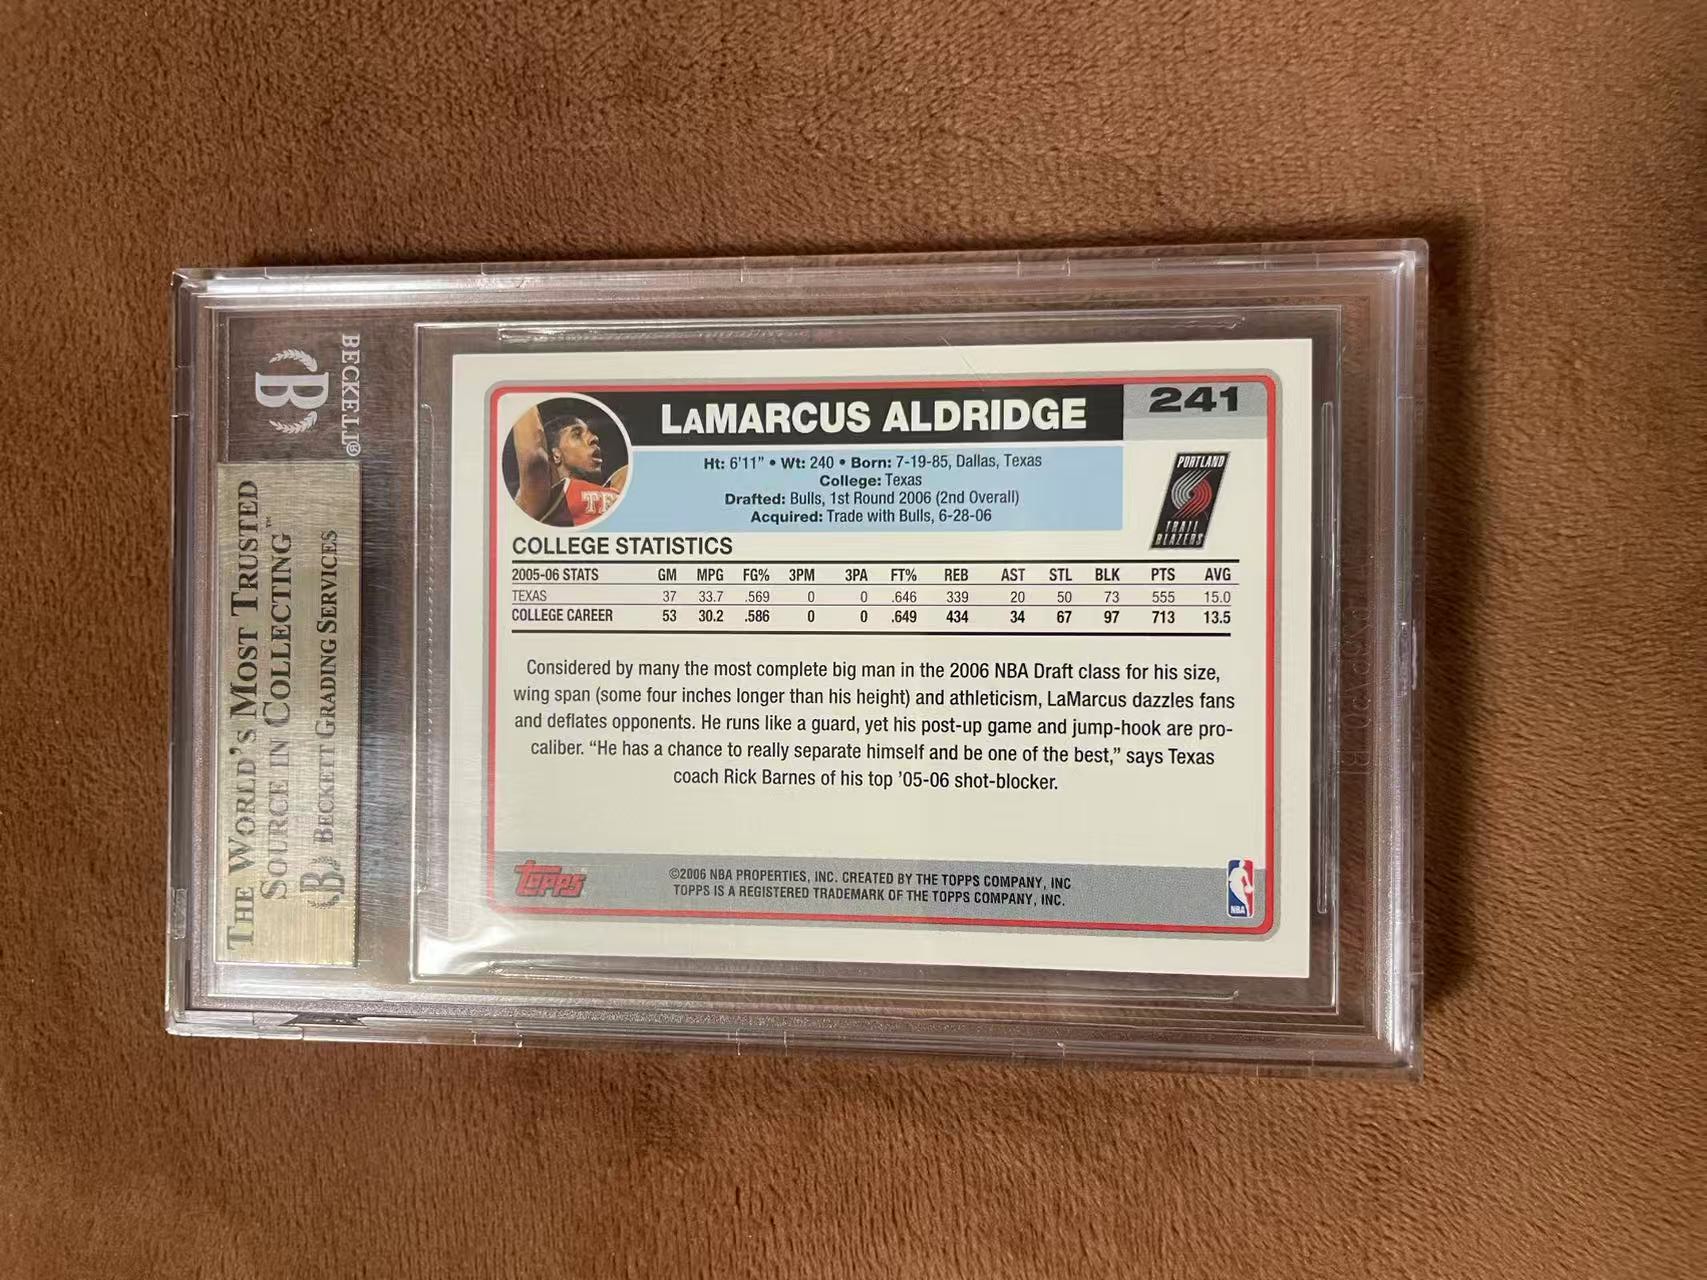 BECKETT®
THE WORLD'S MOST TRUSTED
SOURCE IN COLLECTING™
BECKETT GRADING SERVICES
LaMARCUS ALDRIDGE
241
Ht: 6'11" • Wt: 240 • Born: 7-19-85, Dallas, Texas
College: Texas
Drafted: Bulls, 1st Round 2006 (2nd Overall)
Acquired: Trade with Bulls, 6-28-06
PORTLAND
TRAIL
BLAZERS
COLLEGE STATISTICS
2005-06 STATS GM MPG FG% 3PM 3PA FT% REB AST STL BLK PTS AVG
TEXAS 37 33.7 .569 0 0 .646 339 20 50 73 555 15.0
COLLEGE CAREER 53 30.2 .586 0 0 .649 434 34 67 97 713 13.5
Considered by many the most complete big man in the 2006 NBA Draft class for his size,
wing span (some four inches longer than his height) and athleticism, LaMarcus dazzles fans
and deflates opponents. He runs like a guard, yet his post-up game and jump-hook are pro-
caliber. “He has a chance to really separate himself and be one of the best,” says Texas
coach Rick Barnes of his top ’05-06 shot-blocker.
TOPPS
©2006 NBA PROPERTIES, INC. CREATED BY THE TOPPS COMPANY, INC
TOPPS IS A REGISTERED TRADEMARK OF THE TOPPS COMPANY, INC.
NBA